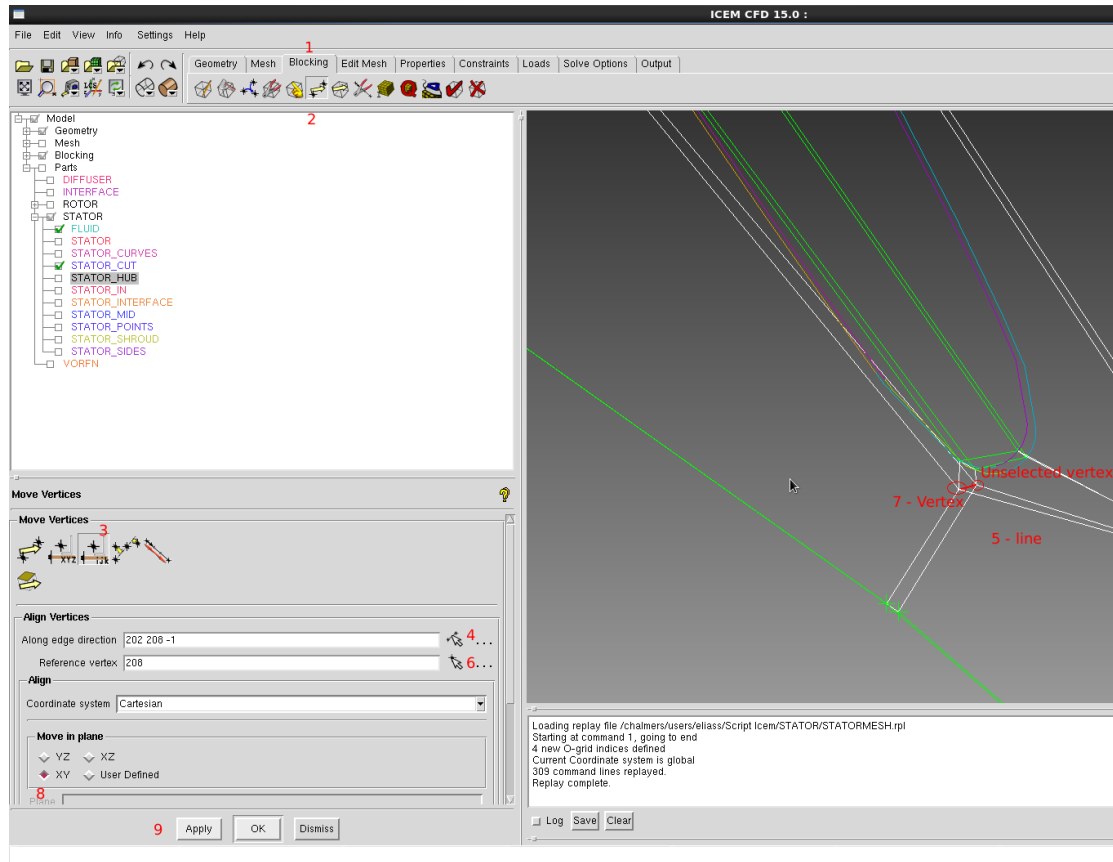 ICEM CFD 15.0 :
File Edit View Info Settings Help
1
Geometry Mesh Blocking Edit Mesh Properties Constraints Loads Solve Options Output
2
Model
Geometry
Mesh
Blocking
Parts
DIFFUSER
INTERFACE
ROTOR
STATOR
FLUID
STATOR
STATOR_CURVES
STATOR_CUT
STATOR_HUB
STATOR_IN
STATOR_INTERFACE
STATOR_MID
STATOR_POINTS
STATOR_SHROUD
STATOR_SIDES
VORFN
Unselected vertex
7 - Vertex
5 - line
Move Vertices
Move Vertices
3
XYZ IJK
Align Vertices
Along edge direction 202 208 -1 4...
Reference vertex 208 6...
Align
Coordinate system Cartesian
Move in plane
YZ XZ
XY User Defined
8
Plane
9 Apply OK Dismiss
Loading replay file /chalmers/users/eliass/Script Icem/STATOR/STATORMESH.rpl
Starting at command 1, going to end
4 new O-grid indices defined
Current Coordinate system is global
309 command lines replayed.
Replay complete.
Log Save Clear